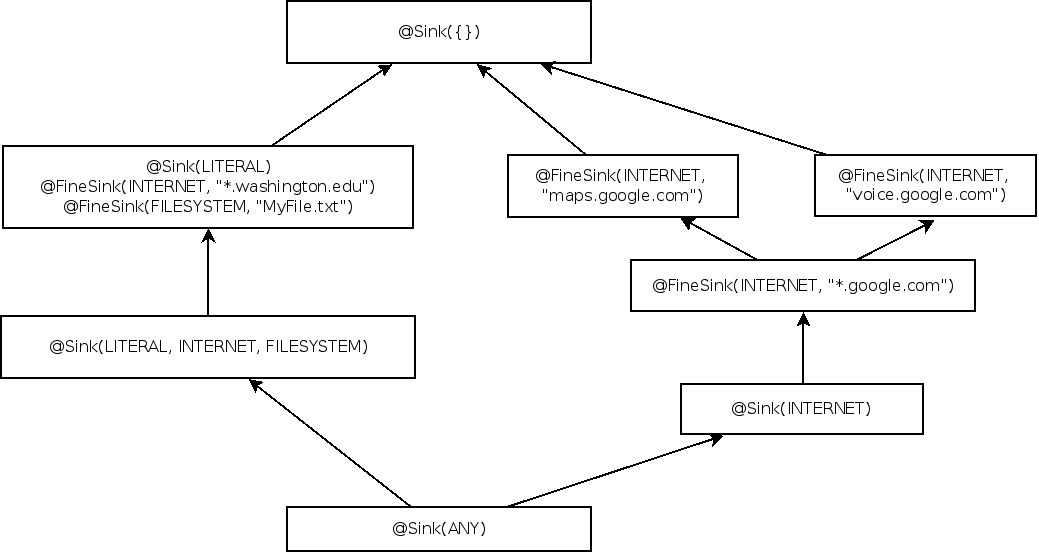 @Sink({})
@Sink(LITERAL)
@FineSink(INTERNET, "*.washington.edu")
@FineSink(FILESYSTEM, "MyFile.txt")
@FineSink(INTERNET,
"maps.google.com")
@FineSink(INTERNET,
"voice.google.com")
@FineSink(INTERNET, "*.google.com")
@Sink(LITERAL, INTERNET, FILESYSTEM)
@Sink(INTERNET)
@Sink(ANY)